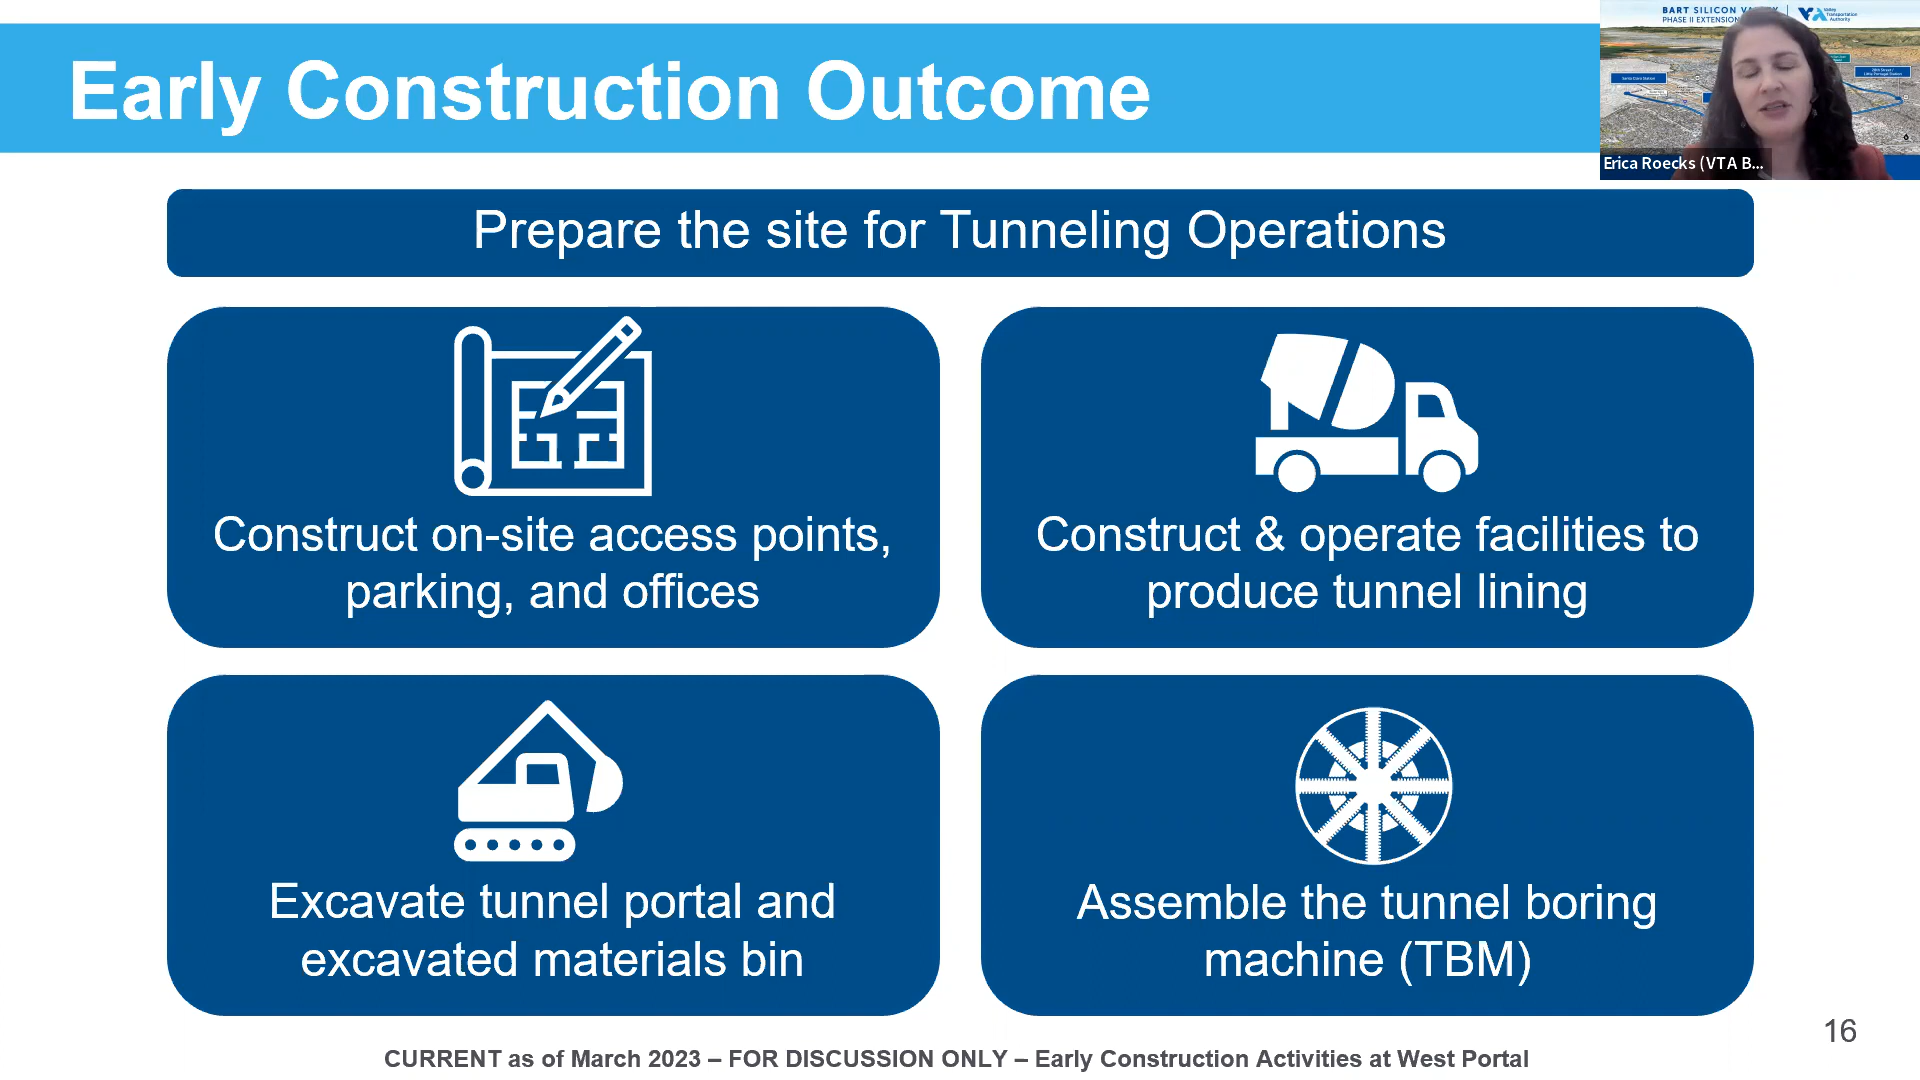 Early Construction Outcome
BART SILICON VALLEY
PHASE II EXTENSION
Valley
Transportation
Authority
Erica Roecks (VTA B...
Prepare the site for Tunneling Operations
Construct on-site access points,
parking, and offices
Construct & operate facilities to
produce tunnel lining
Excavate tunnel portal and
excavated materials bin
Assemble the tunnel boring
machine (TBM)
16
CURRENT as of March 2023 – FOR DISCUSSION ONLY – Early Construction Activities at West Portal